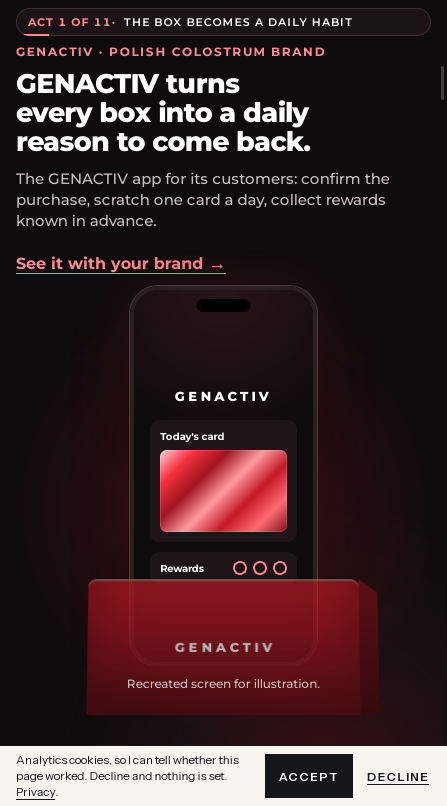 ACT 1 OF 11· THE BOX BECOMES A DAILY HABIT
GENACTIV · POLISH COLOSTRUM BRAND
GENACTIV turns
every box into a daily
reason to come back.
The GENACTIV app for its customers: confirm the
purchase, scratch one card a day, collect rewards
known in advance.
See it with your brand →
GENACTIV
Today's card
Rewards
GENACTIV
Recreated screen for illustration.
Analytics cookies, so I can tell whether this
page worked. Decline and nothing is set.
Privacy.
ACCEPT
DECLINE